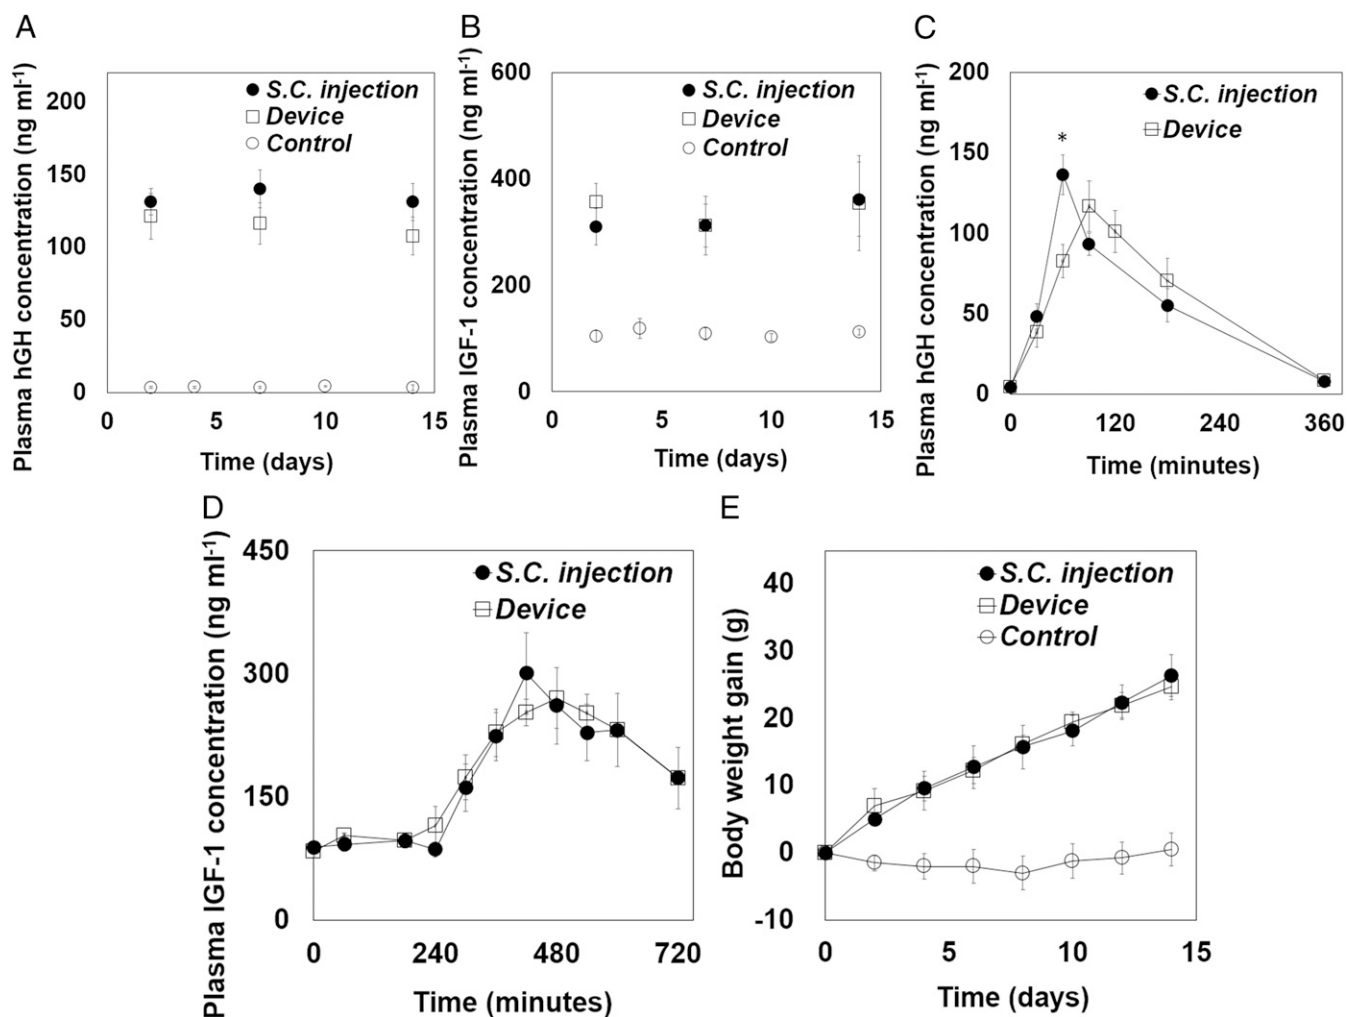 A
Plasma hGH concentration (ng ml-1)
200
150
100
50
0
0
5
10
15
Time (days)
S.C. injection
Device
Control
B
Plasma IGF-1 concentration (ng ml-1)
600
400
200
0
0
5
10
15
Time (days)
S.C. injection
Device
Control
C
Plasma hGH concentration (ng ml-1)
200
150
100
50
0
0
120
240
360
Time (minutes)
S.C. injection
Device
*
D
Plasma IGF-1 concentration (ng ml-1)
450
300
150
0
0
240
480
720
Time (minutes)
S.C. injection
Device
E
Body weight gain (g)
40
30
20
10
0
-10
0
5
10
15
Time (days)
S.C. injection
Device
Control